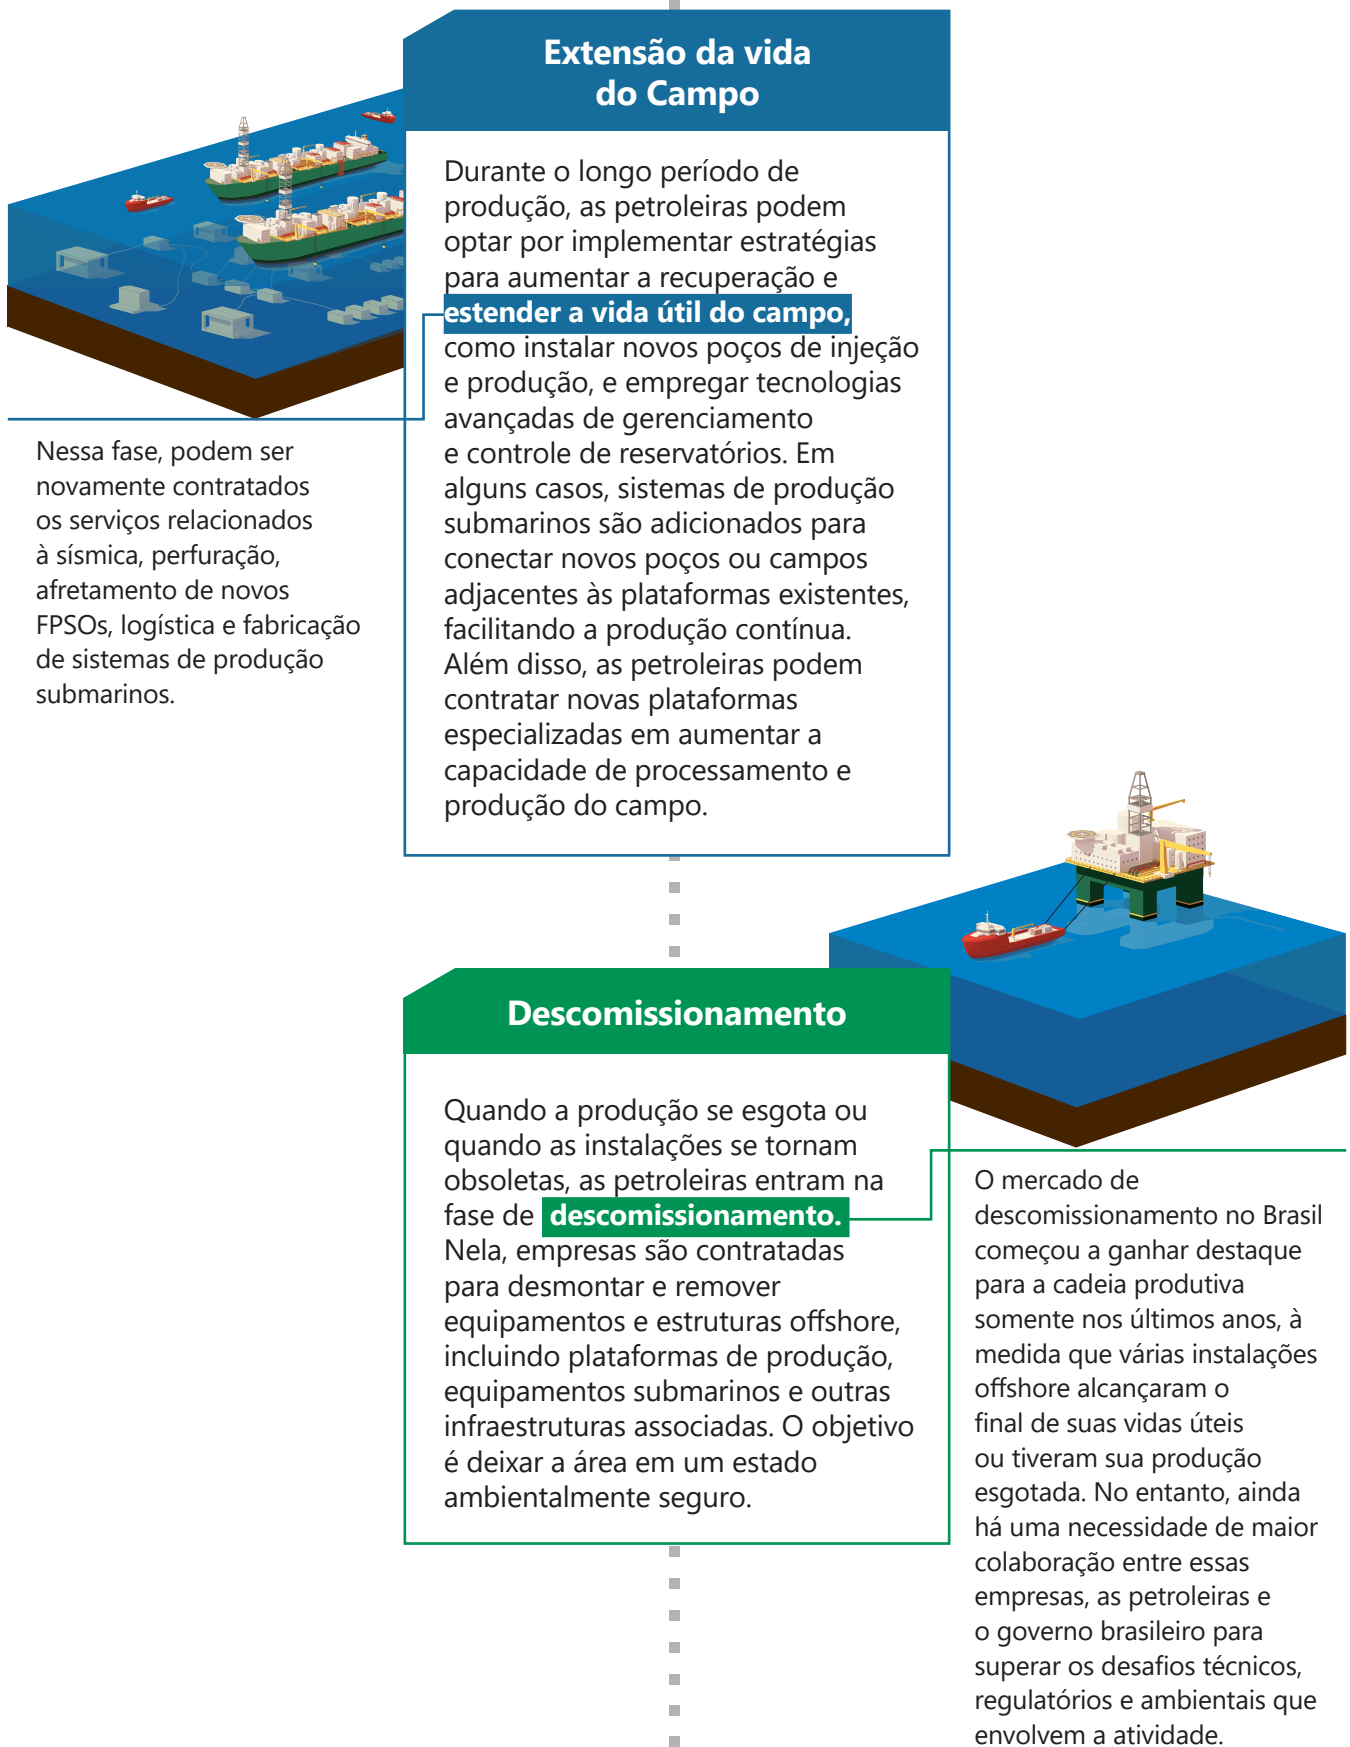 Extensão da vida
do Campo
Durante o longo período de
produção, as petroleiras podem
optar por implementar estratégias
para aumentar a recuperação e
estender a vida útil do campo,
como instalar novos poços de injeção
e produção, e empregar tecnologias
avançadas de gerenciamento
e controle de reservatórios. Em
alguns casos, sistemas de produção
submarinos são adicionados para
conectar novos poços ou campos
adjacentes às plataformas existentes,
facilitando a produção contínua.
Além disso, as petroleiras podem
contratar novas plataformas
especializadas em aumentar a
capacidade de processamento e
produção do campo.
Nessa fase, podem ser
novamente contratados
os serviços relacionados
à sísmica, perfuração,
afretamento de novos
FPSOs, logística e fabricação
de sistemas de produção
submarinos.
Descomissionamento
Quando a produção se esgota ou
quando as instalações se tornam
obsoletas, as petroleiras entram na
fase de descomissionamento.
Nela, empresas são contratadas
para desmontar e remover
equipamentos e estruturas offshore,
incluindo plataformas de produção,
equipamentos submarinos e outras
infraestruturas associadas. O objetivo
é deixar a área em um estado
ambientalmente seguro.
O mercado de
descomissionamento no Brasil
começou a ganhar destaque
para a cadeia produtiva
somente nos últimos anos, à
medida que várias instalações
offshore alcançaram o
final de suas vidas úteis
ou tiveram sua produção
esgotada. No entanto, ainda
há uma necessidade de maior
colaboração entre essas
empresas, as petroleiras e
o governo brasileiro para
superar os desafios técnicos,
regulatórios e ambientais que
envolvem a atividade.